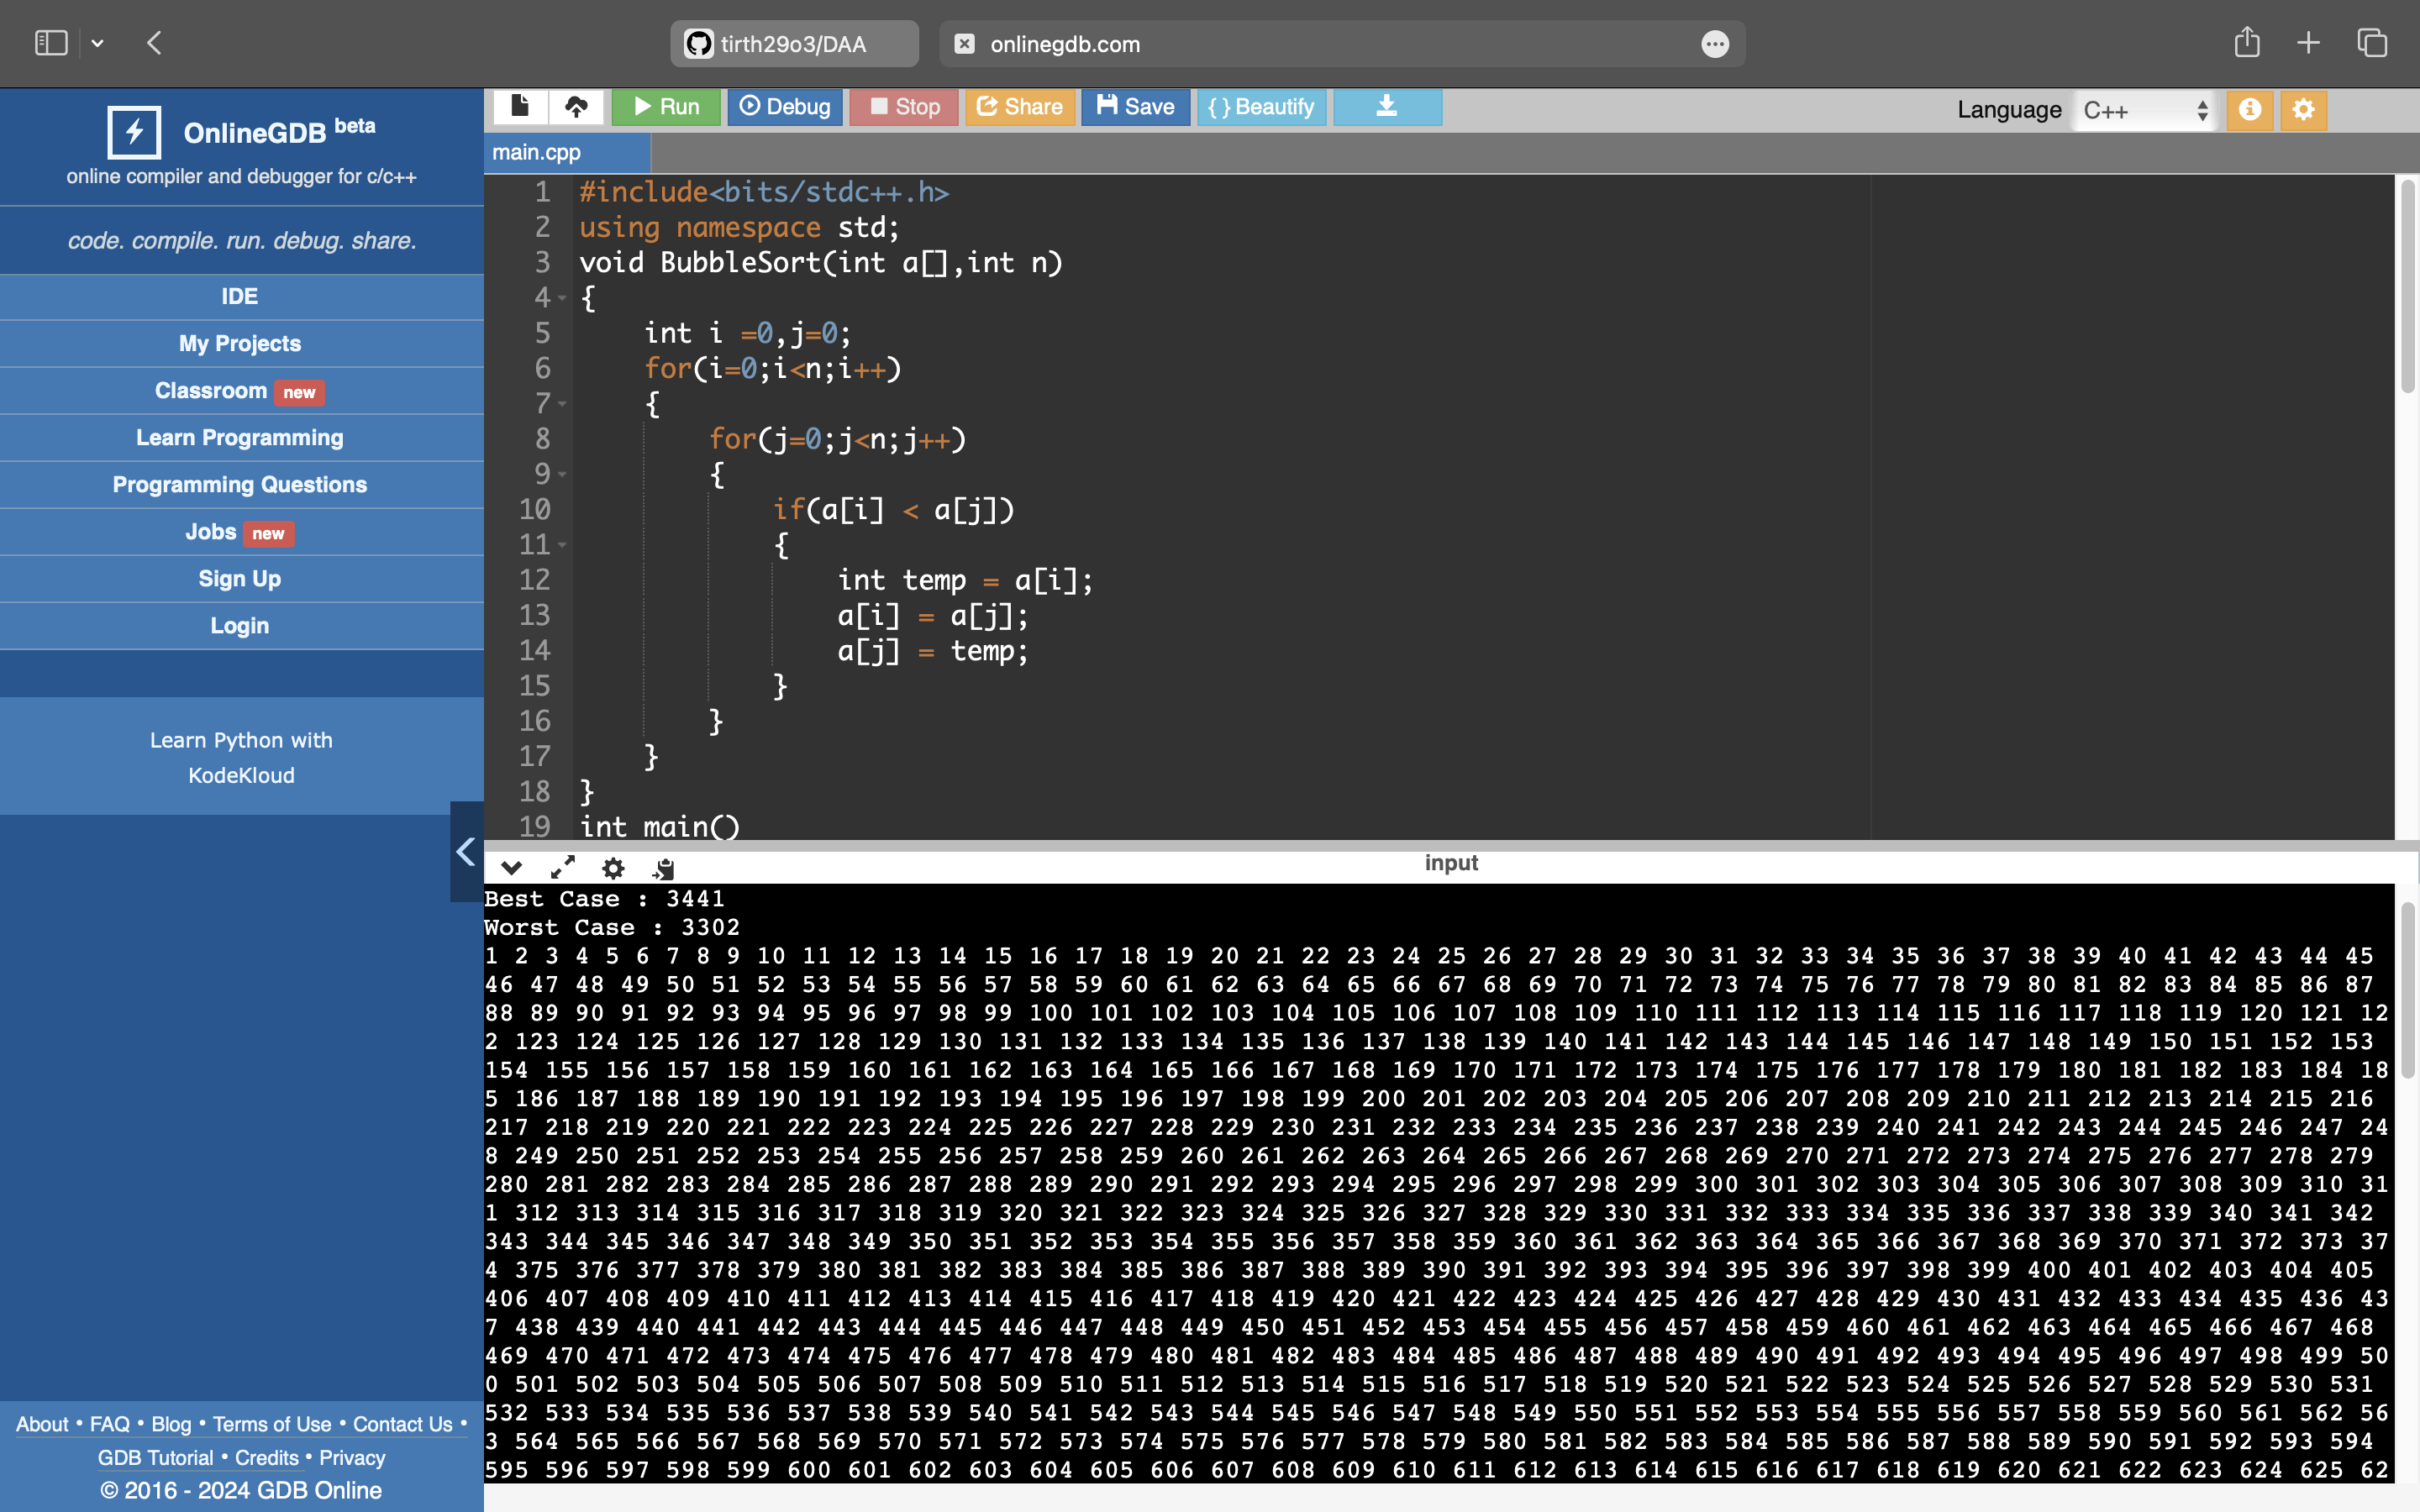 tirth29o3/DAA
onlinegdb.com
OnlineGDB beta
online compiler and debugger for c/c++
code. compile. run. debug. share.
IDE
My Projects
Classroom new
Learn Programming
Programming Questions
Jobs new
Sign Up
Login
Learn Python with
KodeKloud
About • FAQ • Blog • Terms of Use • Contact Us •
GDB Tutorial • Credits • Privacy
© 2016 - 2024 GDB Online
Run Debug Stop Share Save { } Beautify
Language C++
main.cpp
1 #include<bits/stdc++.h>
2 using namespace std;
3 void BubbleSort(int a[],int n)
4 {
5     int i =0,j=0;
6     for(i=0;i<n;i++)
7     {
8         for(j=0;j<n;j++)
9         {
10             if(a[i] < a[j])
11             {
12                 int temp = a[i];
13                 a[i] = a[j];
14                 a[j] = temp;
15             }
16         }
17     }
18 }
19 int main()
input
Best Case : 3441
Worst Case : 3302
1 2 3 4 5 6 7 8 9 10 11 12 13 14 15 16 17 18 19 20 21 22 23 24 25 26 27 28 29 30 31 32 33 34 35 36 37 38 39 40 41 42 43 44 45
46 47 48 49 50 51 52 53 54 55 56 57 58 59 60 61 62 63 64 65 66 67 68 69 70 71 72 73 74 75 76 77 78 79 80 81 82 83 84 85 86 87
88 89 90 91 92 93 94 95 96 97 98 99 100 101 102 103 104 105 106 107 108 109 110 111 112 113 114 115 116 117 118 119 120 121 12
2 123 124 125 126 127 128 129 130 131 132 133 134 135 136 137 138 139 140 141 142 143 144 145 146 147 148 149 150 151 152 153
154 155 156 157 158 159 160 161 162 163 164 165 166 167 168 169 170 171 172 173 174 175 176 177 178 179 180 181 182 183 184 18
5 186 187 188 189 190 191 192 193 194 195 196 197 198 199 200 201 202 203 204 205 206 207 208 209 210 211 212 213 214 215 216
217 218 219 220 221 222 223 224 225 226 227 228 229 230 231 232 233 234 235 236 237 238 239 240 241 242 243 244 245 246 247 24
8 249 250 251 252 253 254 255 256 257 258 259 260 261 262 263 264 265 266 267 268 269 270 271 272 273 274 275 276 277 278 279
280 281 282 283 284 285 286 287 288 289 290 291 292 293 294 295 296 297 298 299 300 301 302 303 304 305 306 307 308 309 310 31
1 312 313 314 315 316 317 318 319 320 321 322 323 324 325 326 327 328 329 330 331 332 333 334 335 336 337 338 339 340 341 342
343 344 345 346 347 348 349 350 351 352 353 354 355 356 357 358 359 360 361 362 363 364 365 366 367 368 369 370 371 372 373 37
4 375 376 377 378 379 380 381 382 383 384 385 386 387 388 389 390 391 392 393 394 395 396 397 398 399 400 401 402 403 404 405
406 407 408 409 410 411 412 413 414 415 416 417 418 419 420 421 422 423 424 425 426 427 428 429 430 431 432 433 434 435 436 43
7 438 439 440 441 442 443 444 445 446 447 448 449 450 451 452 453 454 455 456 457 458 459 460 461 462 463 464 465 466 467 468
469 470 471 472 473 474 475 476 477 478 479 480 481 482 483 484 485 486 487 488 489 490 491 492 493 494 495 496 497 498 499 50
0 501 502 503 504 505 506 507 508 509 510 511 512 513 514 515 516 517 518 519 520 521 522 523 524 525 526 527 528 529 530 531
532 533 534 535 536 537 538 539 540 541 542 543 544 545 546 547 548 549 550 551 552 553 554 555 556 557 558 559 560 561 562 56
3 564 565 566 567 568 569 570 571 572 573 574 575 576 577 578 579 580 581 582 583 584 585 586 587 588 589 590 591 592 593 594
595 596 597 598 599 600 601 602 603 604 605 606 607 608 609 610 611 612 613 614 615 616 617 618 619 620 621 622 623 624 625 62